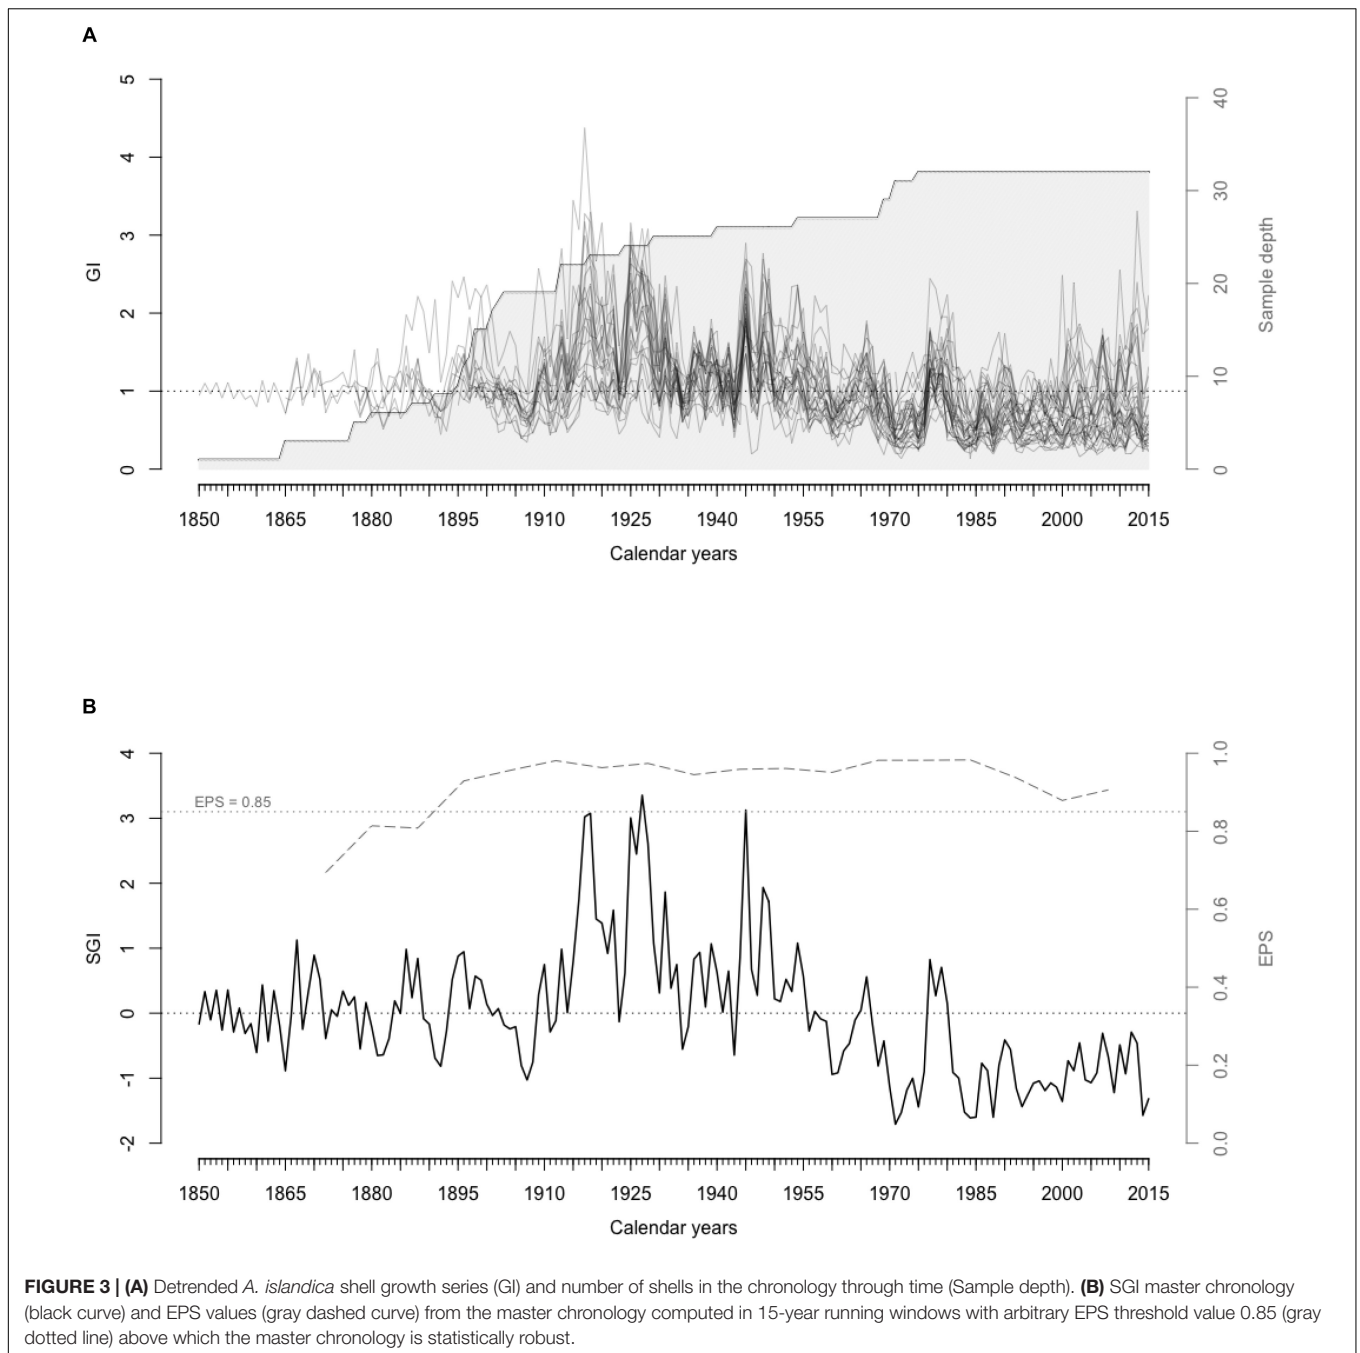 A
5
4
3
2
1
0
GI
40
30
20
10
0
Sample depth
1850 1865 1880 1895 1910 1925 1940 1955 1970 1985 2000 2015
Calendar years
B
4
3
2
1
0
-1
-2
SGI
EPS = 0.85
1.0
0.8
0.6
0.4
0.2
0.0
EPS
1850 1865 1880 1895 1910 1925 1940 1955 1970 1985 2000 2015
Calendar years
FIGURE 3 | (A) Detrended A. islandica shell growth series (GI) and number of shells in the chronology through time (Sample depth). (B) SGI master chronology
(black curve) and EPS values (gray dashed curve) from the master chronology computed in 15-year running windows with arbitrary EPS threshold value 0.85 (gray
dotted line) above which the master chronology is statistically robust.